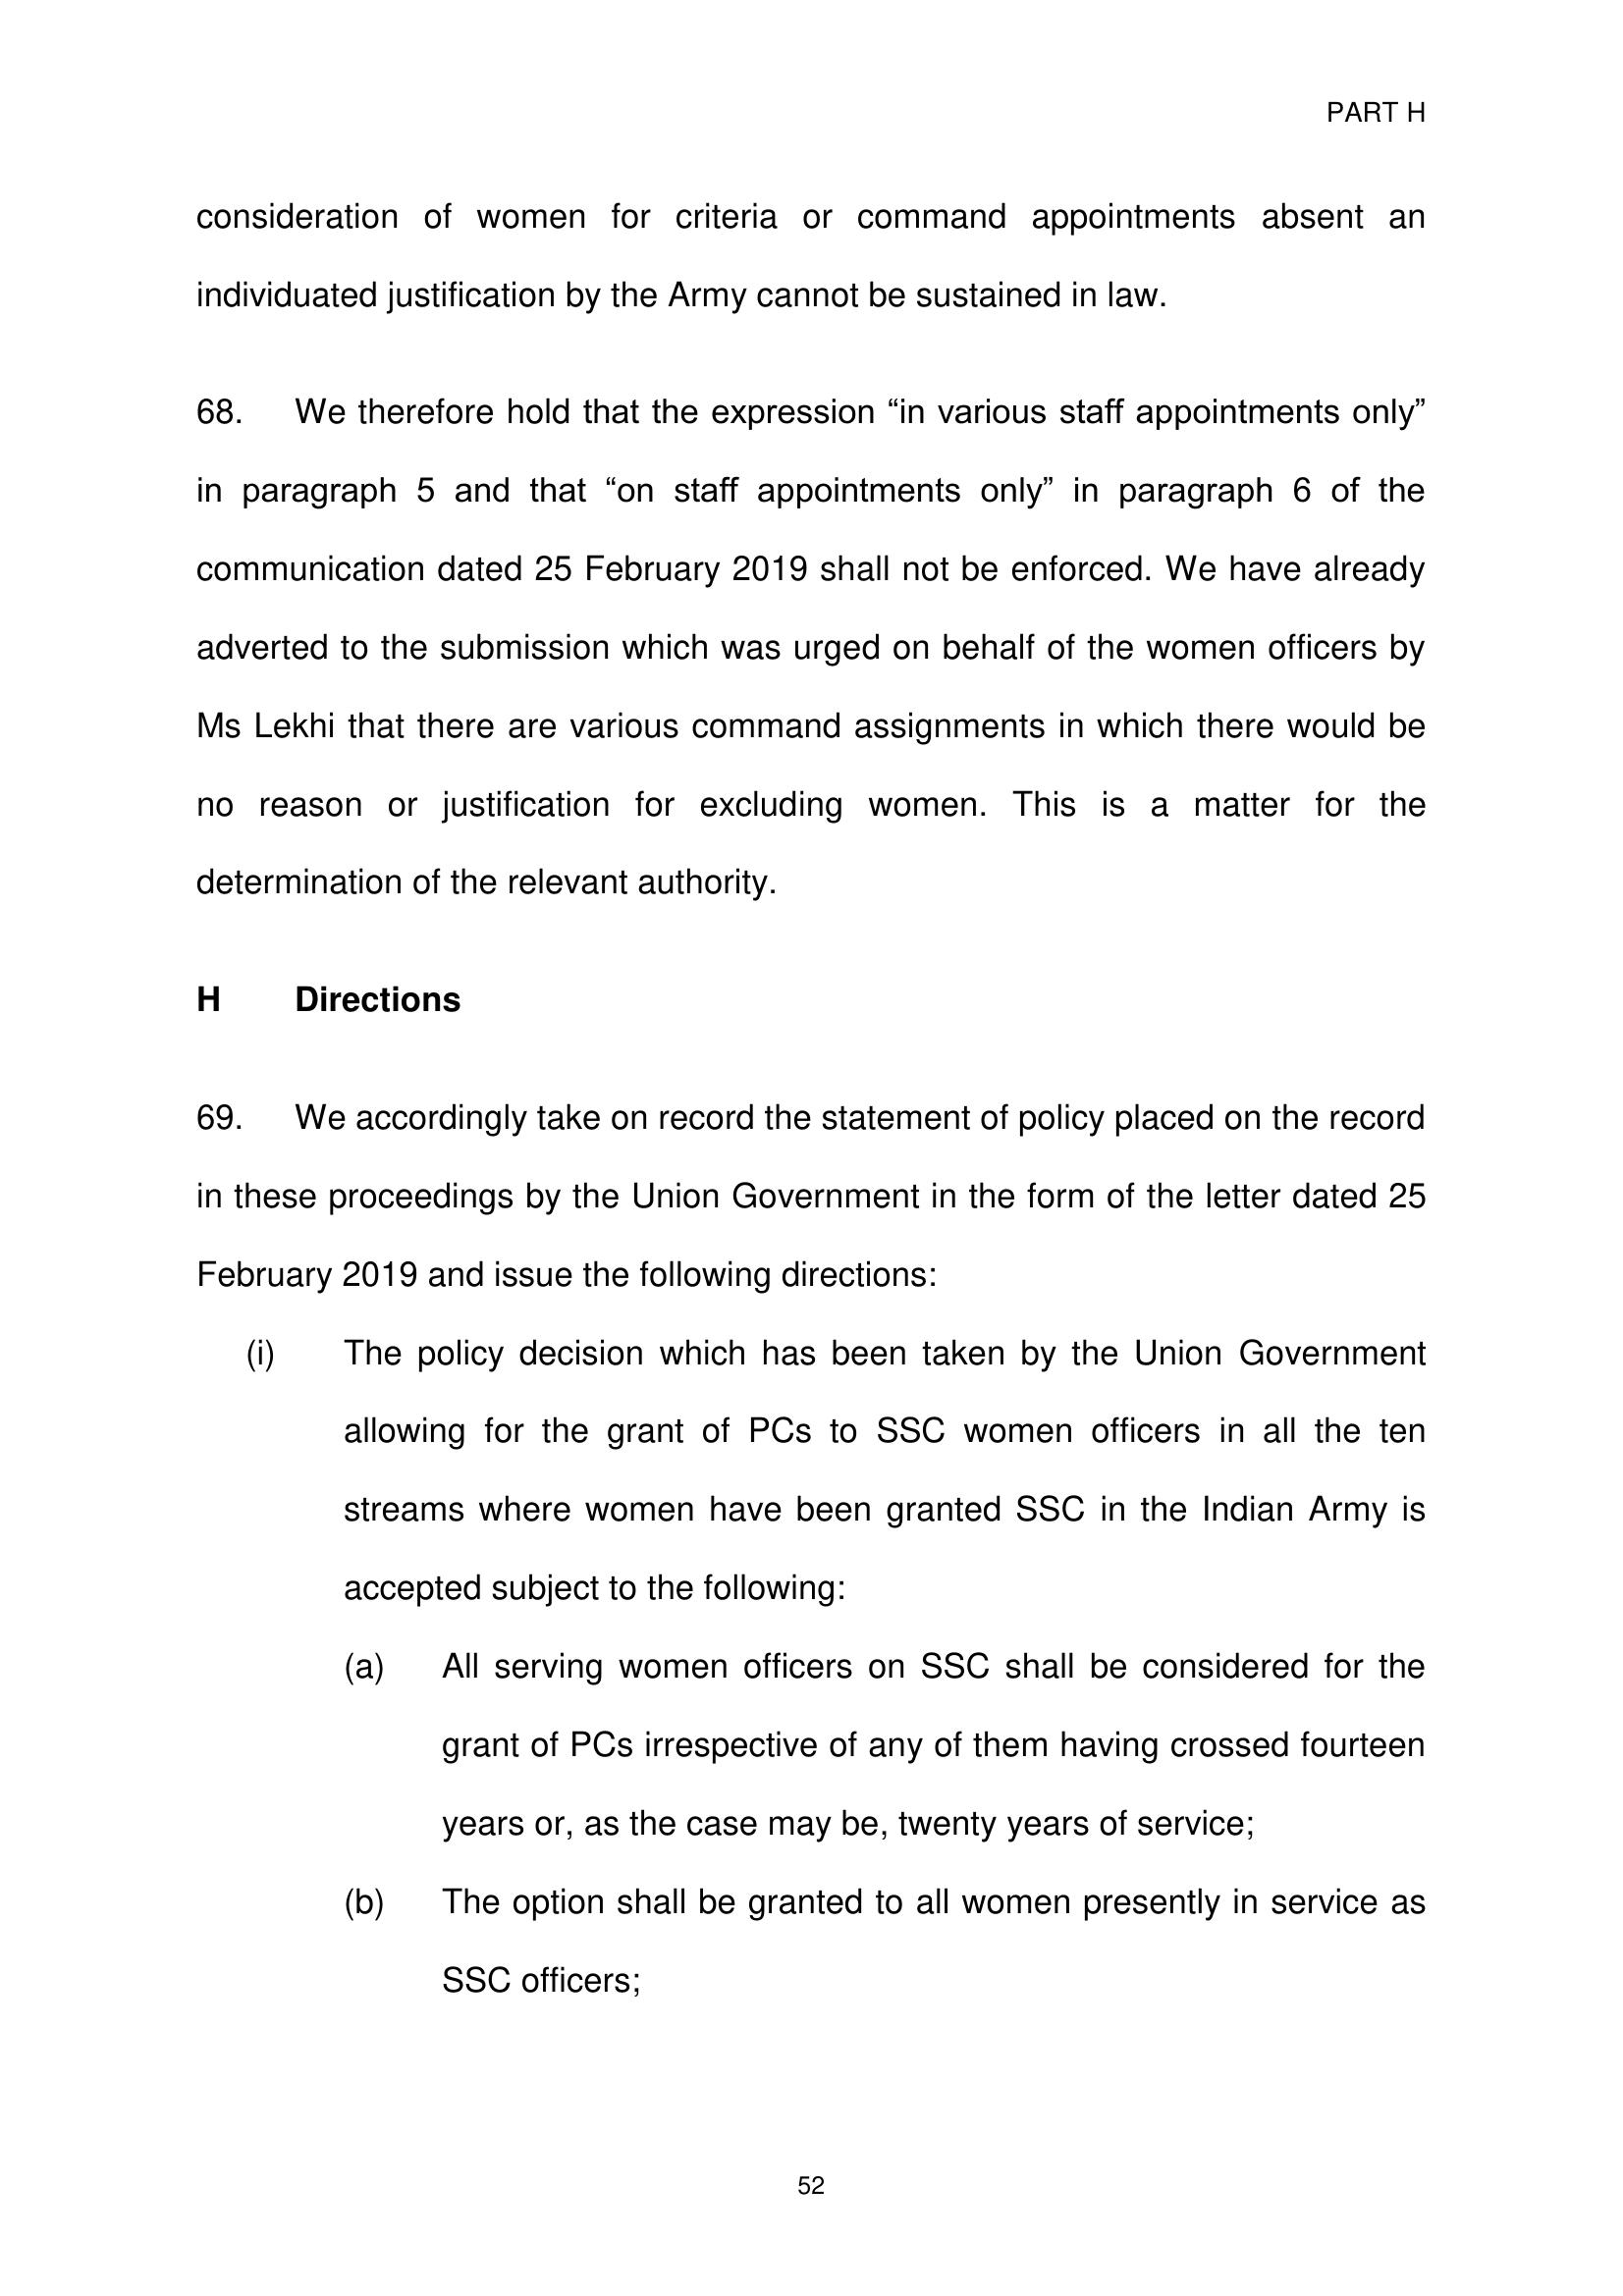 PART H
consideration of women for criteria or command appointments absent an
individuated justification by the Army cannot be sustained in law.
68. We therefore hold that the expression “in various staff appointments only”
in paragraph 5 and that “on staff appointments only” in paragraph 6 of the
communication dated 25 February 2019 shall not be enforced. We have already
adverted to the submission which was urged on behalf of the women officers by
Ms Lekhi that there are various command assignments in which there would be
no reason or justification for excluding women. This is a matter for the
determination of the relevant authority.
H Directions
69. We accordingly take on record the statement of policy placed on the record
in these proceedings by the Union Government in the form of the letter dated 25
February 2019 and issue the following directions:
(i) The policy decision which has been taken by the Union Government
allowing for the grant of PCs to SSC women officers in all the ten
streams where women have been granted SSC in the Indian Army is
accepted subject to the following:
(a) All serving women officers on SSC shall be considered for the
grant of PCs irrespective of any of them having crossed fourteen
years or, as the case may be, twenty years of service;
(b) The option shall be granted to all women presently in service as
SSC officers;
52